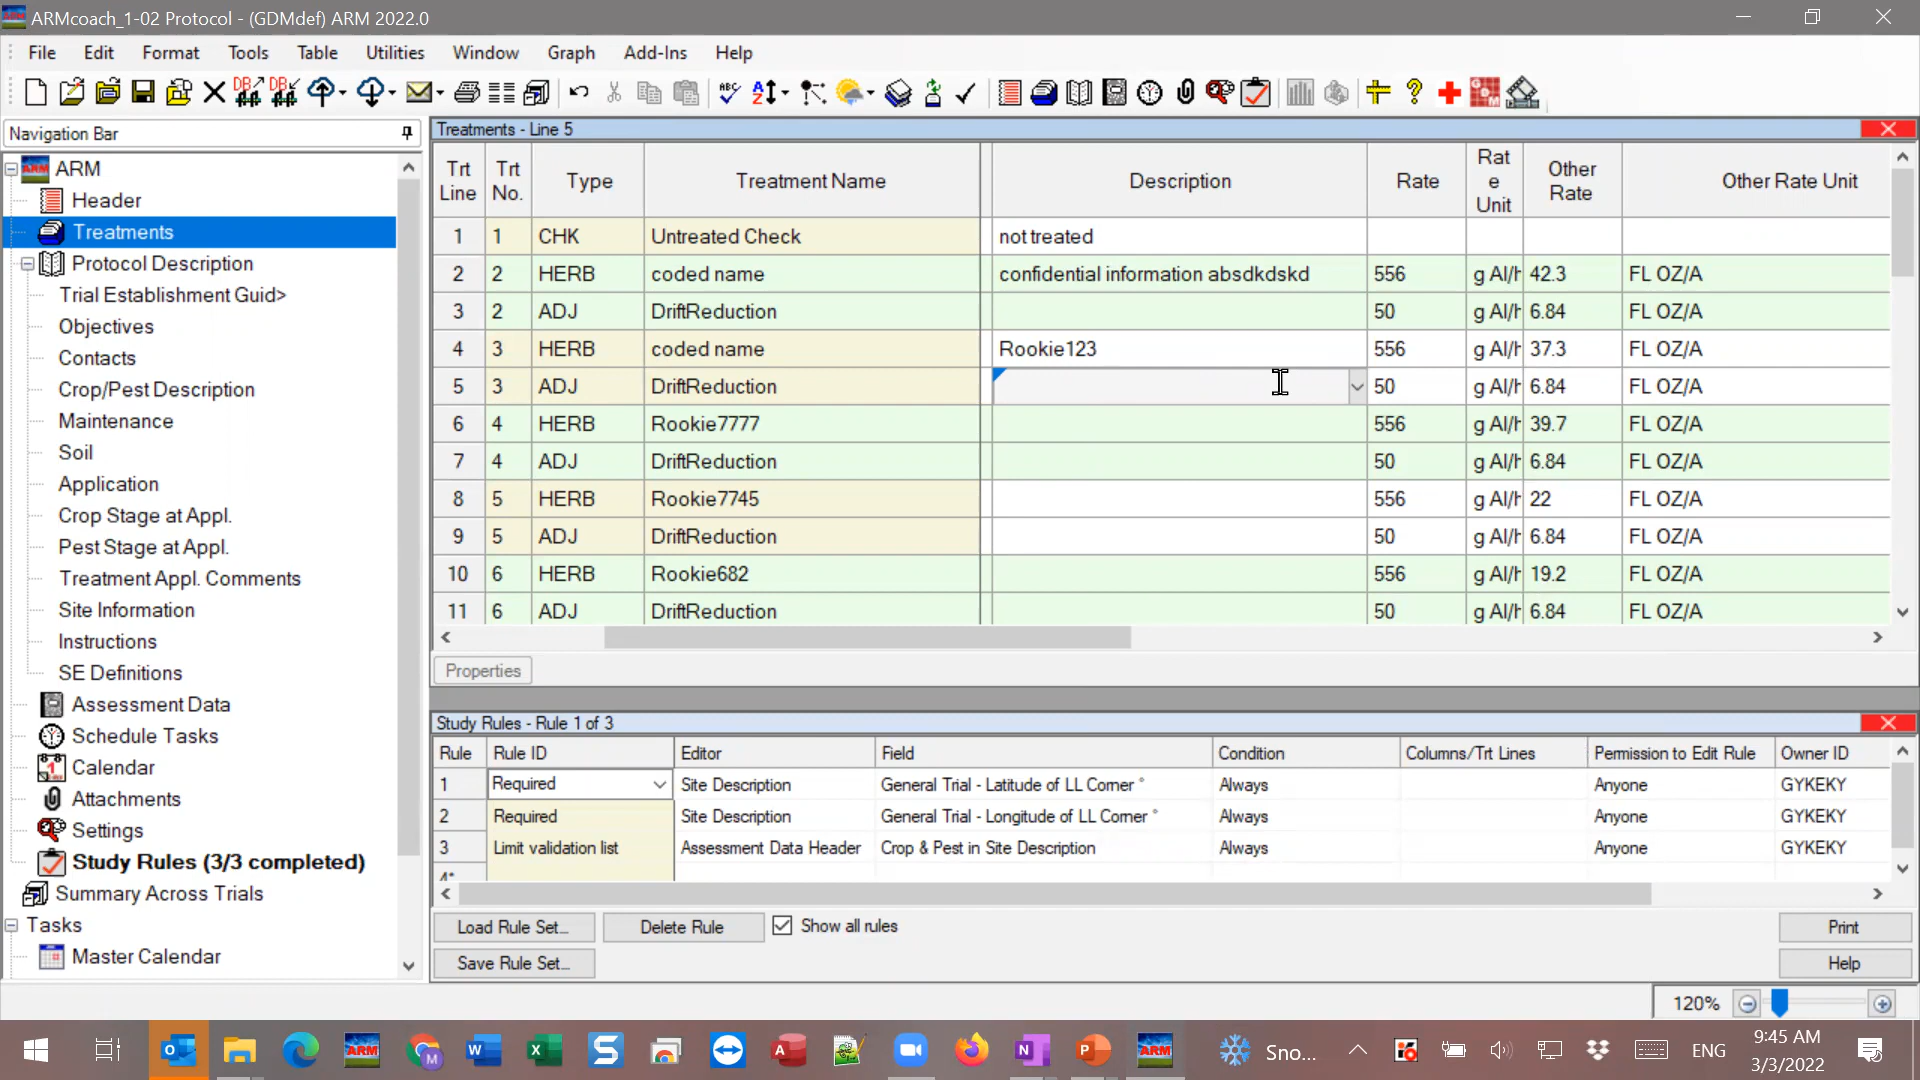 ARMcoach_1-02 Protocol - (GDMdef) ARM 2022.0
File Edit Format Tools Table Utilities Window Graph Add-Ins Help
Navigation Bar
ARM
Header
Treatments
Protocol Description
Trial Establishment Guid>
Objectives
Contacts
Crop/Pest Description
Maintenance
Soil
Application
Crop Stage at Appl.
Pest Stage at Appl.
Treatment Appl. Comments
Site Information
Instructions
SE Definitions
Assessment Data
Schedule Tasks
Calendar
Attachments
Settings
Study Rules (3/3 completed)
Summary Across Trials
Tasks
Master Calendar
Treatments - Line 5
Trt Line Trt No. Type Treatment Name Description Rate Rat e Unit Other Rate Other Rate Unit
1 1 CHK Untreated Check not treated
2 2 HERB coded name confidential information absdkdskd 556 g AI/h 42.3 FL OZ/A
3 2 ADJ DriftReduction 50 g AI/h 6.84 FL OZ/A
4 3 HERB coded name Rookie123 556 g AI/h 37.3 FL OZ/A
5 3 ADJ DriftReduction 50 g AI/h 6.84 FL OZ/A
6 4 HERB Rookie7777 556 g AI/h 39.7 FL OZ/A
7 4 ADJ DriftReduction 50 g AI/h 6.84 FL OZ/A
8 5 HERB Rookie7745 556 g AI/h 22 FL OZ/A
9 5 ADJ DriftReduction 50 g AI/h 6.84 FL OZ/A
10 6 HERB Rookie682 556 g AI/h 19.2 FL OZ/A
11 6 ADJ DriftReduction 50 g AI/h 6.84 FL OZ/A
Properties
Study Rules - Rule 1 of 3
Rule Rule ID Editor Field Condition Columns/Trt Lines Permission to Edit Rule Owner ID
1 Required Site Description General Trial - Latitude of LL Corner ° Always Anyone GYKEKY
2 Required Site Description General Trial - Longitude of LL Corner ° Always Anyone GYKEKY
3 Limit validation list Assessment Data Header Crop & Pest in Site Description Always Anyone GYKEKY
4*
Load Rule Set... Delete Rule Show all rules Print
Save Rule Set... Help
120%
Sno... ENG 9:45 AM
3/3/2022